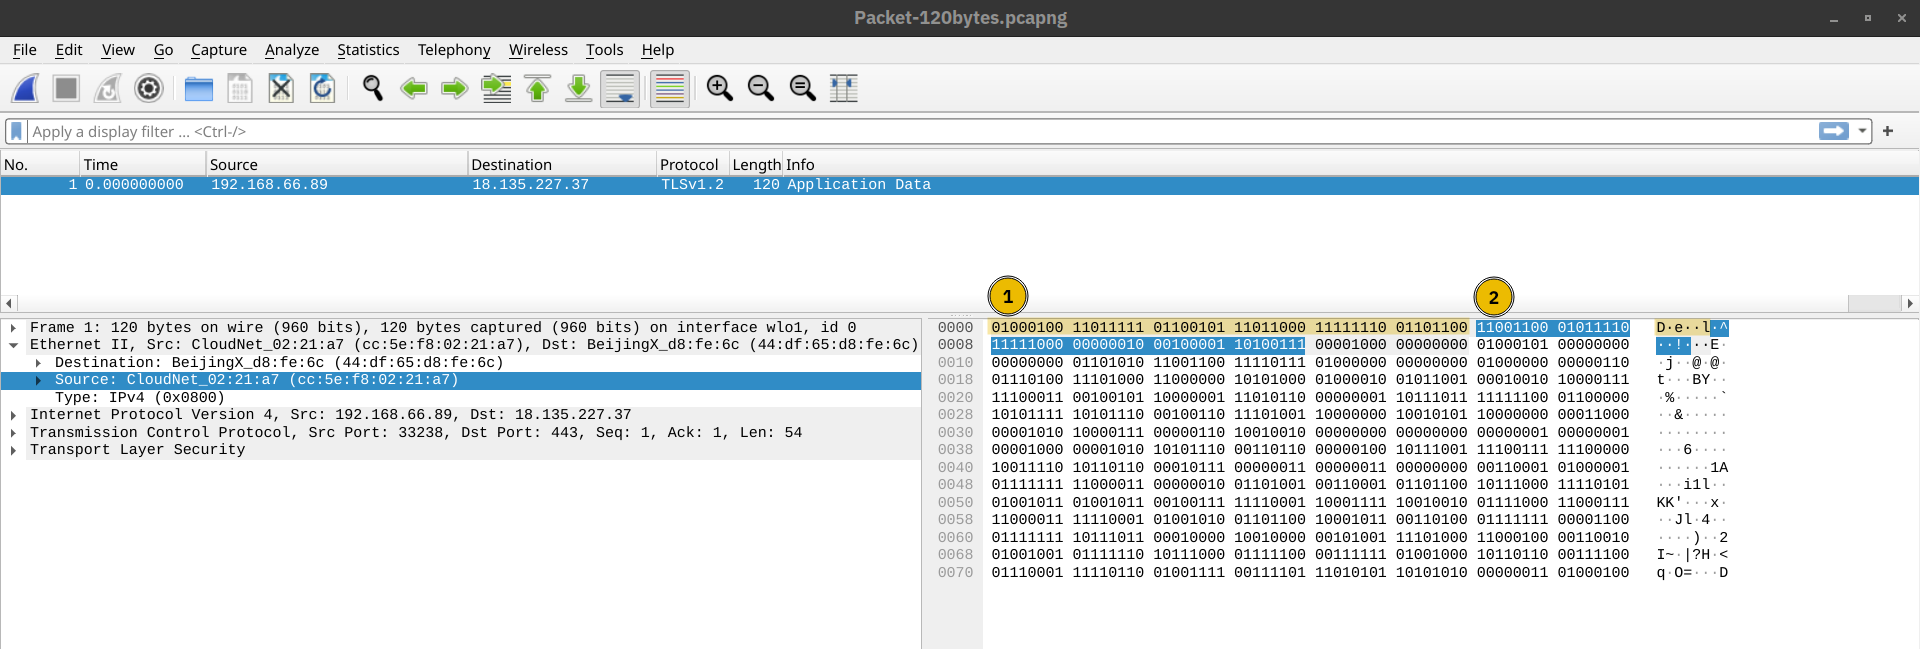 Packet-120bytes.pcapng
File Edit View Go Capture Analyze Statistics Telephony Wireless Tools Help
Apply a display filter ... <Ctrl-/>
No. Time Source Destination Protocol Length Info
1 0.000000000 192.168.66.89 18.135.227.37 TLSv1.2 120 Application Data
1 2
Frame 1: 120 bytes on wire (960 bits), 120 bytes captured (960 bits) on interface wlo1, id 0
Ethernet II, Src: CloudNet_02:21:a7 (cc:5e:f8:02:21:a7), Dst: BeijingX_d8:fe:6c (44:df:65:d8:fe:6c)
Destination: BeijingX_d8:fe:6c (44:df:65:d8:fe:6c)
Source: CloudNet_02:21:a7 (cc:5e:f8:02:21:a7)
Type: IPv4 (0x0800)
Internet Protocol Version 4, Src: 192.168.66.89, Dst: 18.135.227.37
Transmission Control Protocol, Src Port: 33238, Dst Port: 443, Seq: 1, Ack: 1, Len: 54
Transport Layer Security
0000 01000100 11011111 01100101 11011000 11111110 01101100 11001100 01011110 D·e··l·^
0008 11111000 00000010 00100001 10100111 00001000 00000000 01000101 00000000 ··!···E·
0010 00000000 01101010 11001100 11110111 01000000 00000000 01000000 00000110 ·j··@·@·
0018 01110100 11101000 11000000 10101000 01000010 01011001 00010010 10000111 t···BY··
0020 11100011 00100101 10000001 11010110 00000001 10111011 11111100 01100000 ·%·····`
0028 10101111 10101110 00100110 11101001 10000000 10010101 10000000 00011000 ··&·····
0030 00001010 10000111 00000110 10010010 00000000 00000000 00000001 00000001 ········
0038 00001000 00001010 10101110 00110110 00000100 10111001 11100111 11100000 ···6····
0040 10011110 10110110 00010111 00000011 00000011 00000000 00110001 01000001 ······1A
0048 01111111 11000011 00000010 01101001 00110001 01101100 10111000 11110101 ···i1l··
0050 01001011 01001011 00100111 11110001 10001111 10010010 01111000 11000111 KK'···x·
0058 11000011 11110001 01001010 01101100 10001011 00110100 01111111 00001100 ··Jl·4··
0060 01111111 10111011 00010000 10010000 00101001 11101000 11000100 00110010 ····)··2
0068 01001001 01111110 10111000 01111100 00111111 01001000 10110110 00111100 I~·|?H·<
0070 01110001 11110110 01001111 00111101 11010101 10101010 00000011 01000100 q·O=···D